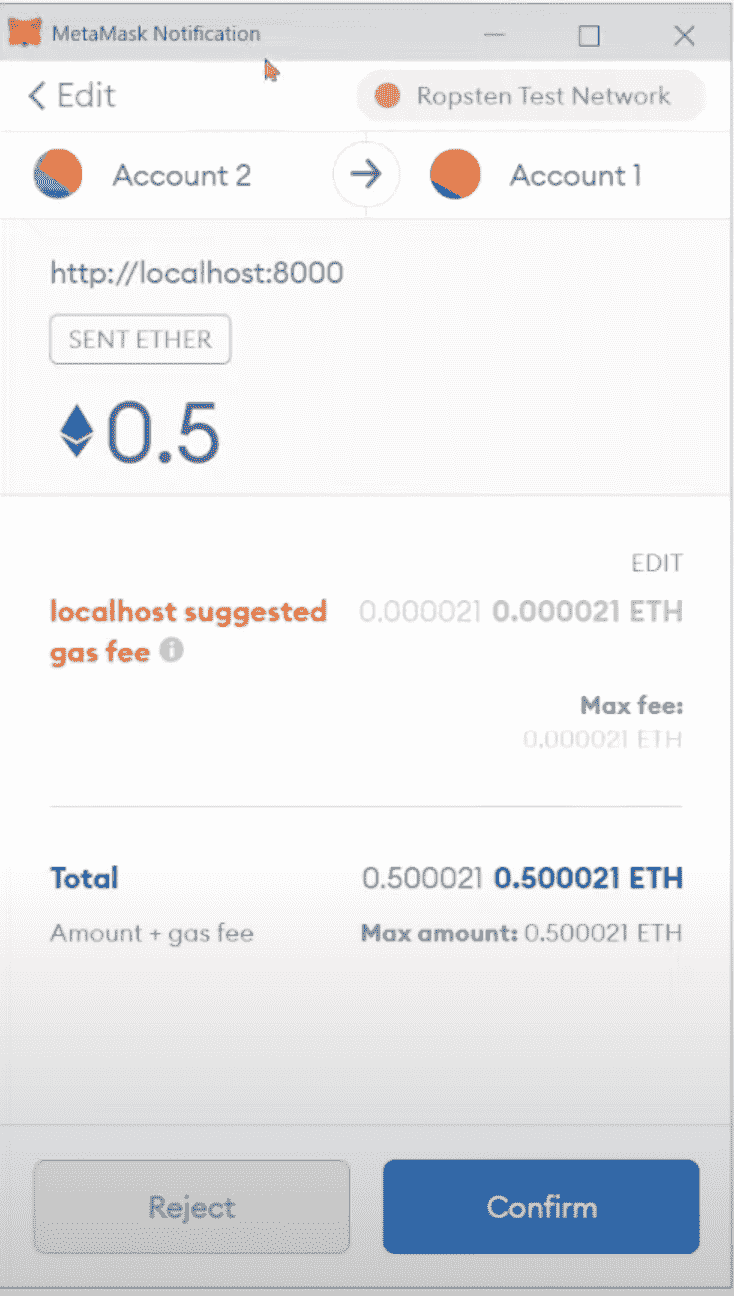 MetaMask Notification
Edit
Ropsten Test Network
Account 2
Account 1
http://localhost:8000
SENT ETHER
0.5
EDIT
localhost suggested 0.000021 0.000021 ETH
gas fee
Max fee:
0.000021 ETH
Total 0.500021 0.500021 ETH
Amount + gas fee Max amount: 0.500021 ETH
Reject
Confirm